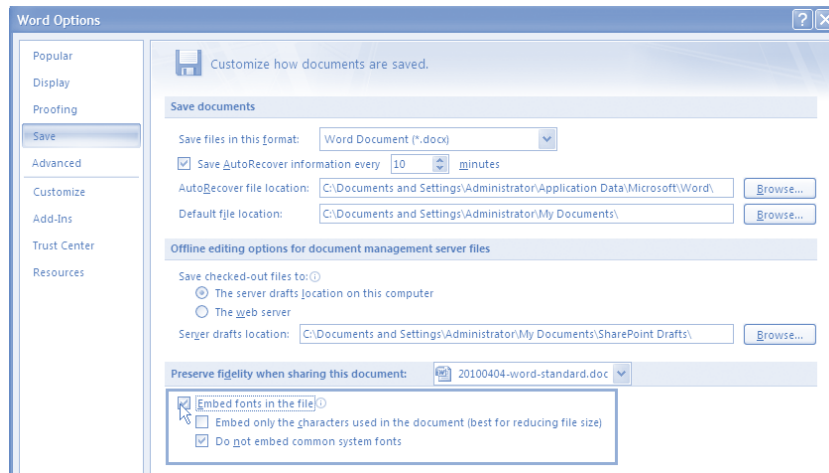 Word Options
Popular
Display
Proofing
Save
Advanced
Customize
Add-Ins
Trust Center
Resources
Customize how documents are saved.
Save documents
Save files in this format: Word Document (*.docx)
Save AutoRecover information every 10 minutes
AutoRecover file location: C:\Documents and Settings\Administrator\Application Data\Microsoft\Word\ Browse...
Default file location: C:\Documents and Settings\Administrator\My Documents\ Browse...
Offline editing options for document management server files
Save checked-out files to:
The server drafts location on this computer
The web server
Server drafts location: C:\Documents and Settings\Administrator\My Documents\SharePoint Drafts\ Browse...
Preserve fidelity when sharing this document: 20100404-word-standard.doc
Embed fonts in the file
Embed only the characters used in the document (best for reducing file size)
Do not embed common system fonts